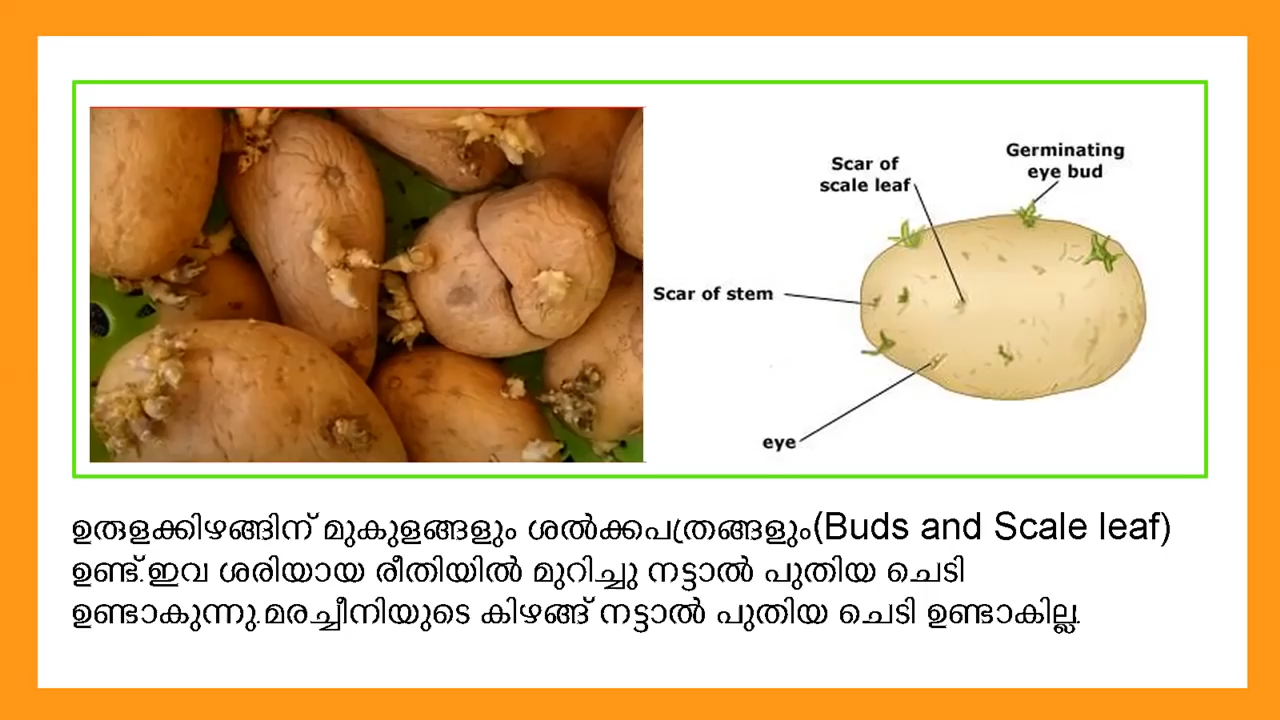 Scar of
scale leaf
Germinating
eye bud
Scar of stem
eye
ഉരുളക്കിഴങ്ങിന് മുകുളങ്ങളും ശൽക്കപത്രങ്ങളും(Buds and Scale leaf)
ഉണ്ട്.ഇവ ശരിയായ രീതിയിൽ മുറിച്ചു നട്ടാൽ പുതിയ ചെടി
ഉണ്ടാകുന്നു.മരച്ചീനിയുടെ കിഴങ്ങ് നട്ടാൽ പുതിയ ചെടി ഉണ്ടാകില്ല.